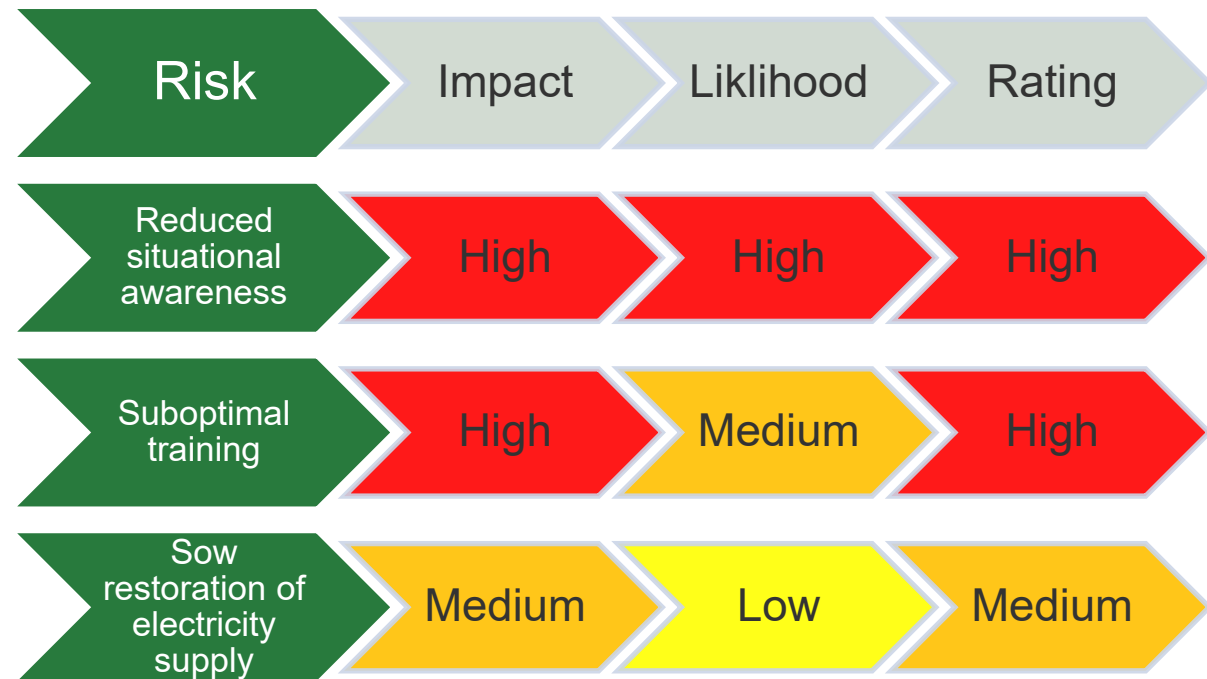 Risk
Impact
Liklihood
Rating
Reduced
situational
awareness
High
High
High
Suboptimal
training
High
Medium
High
Sow
restoration of
electricity
supply
Medium
Low
Medium